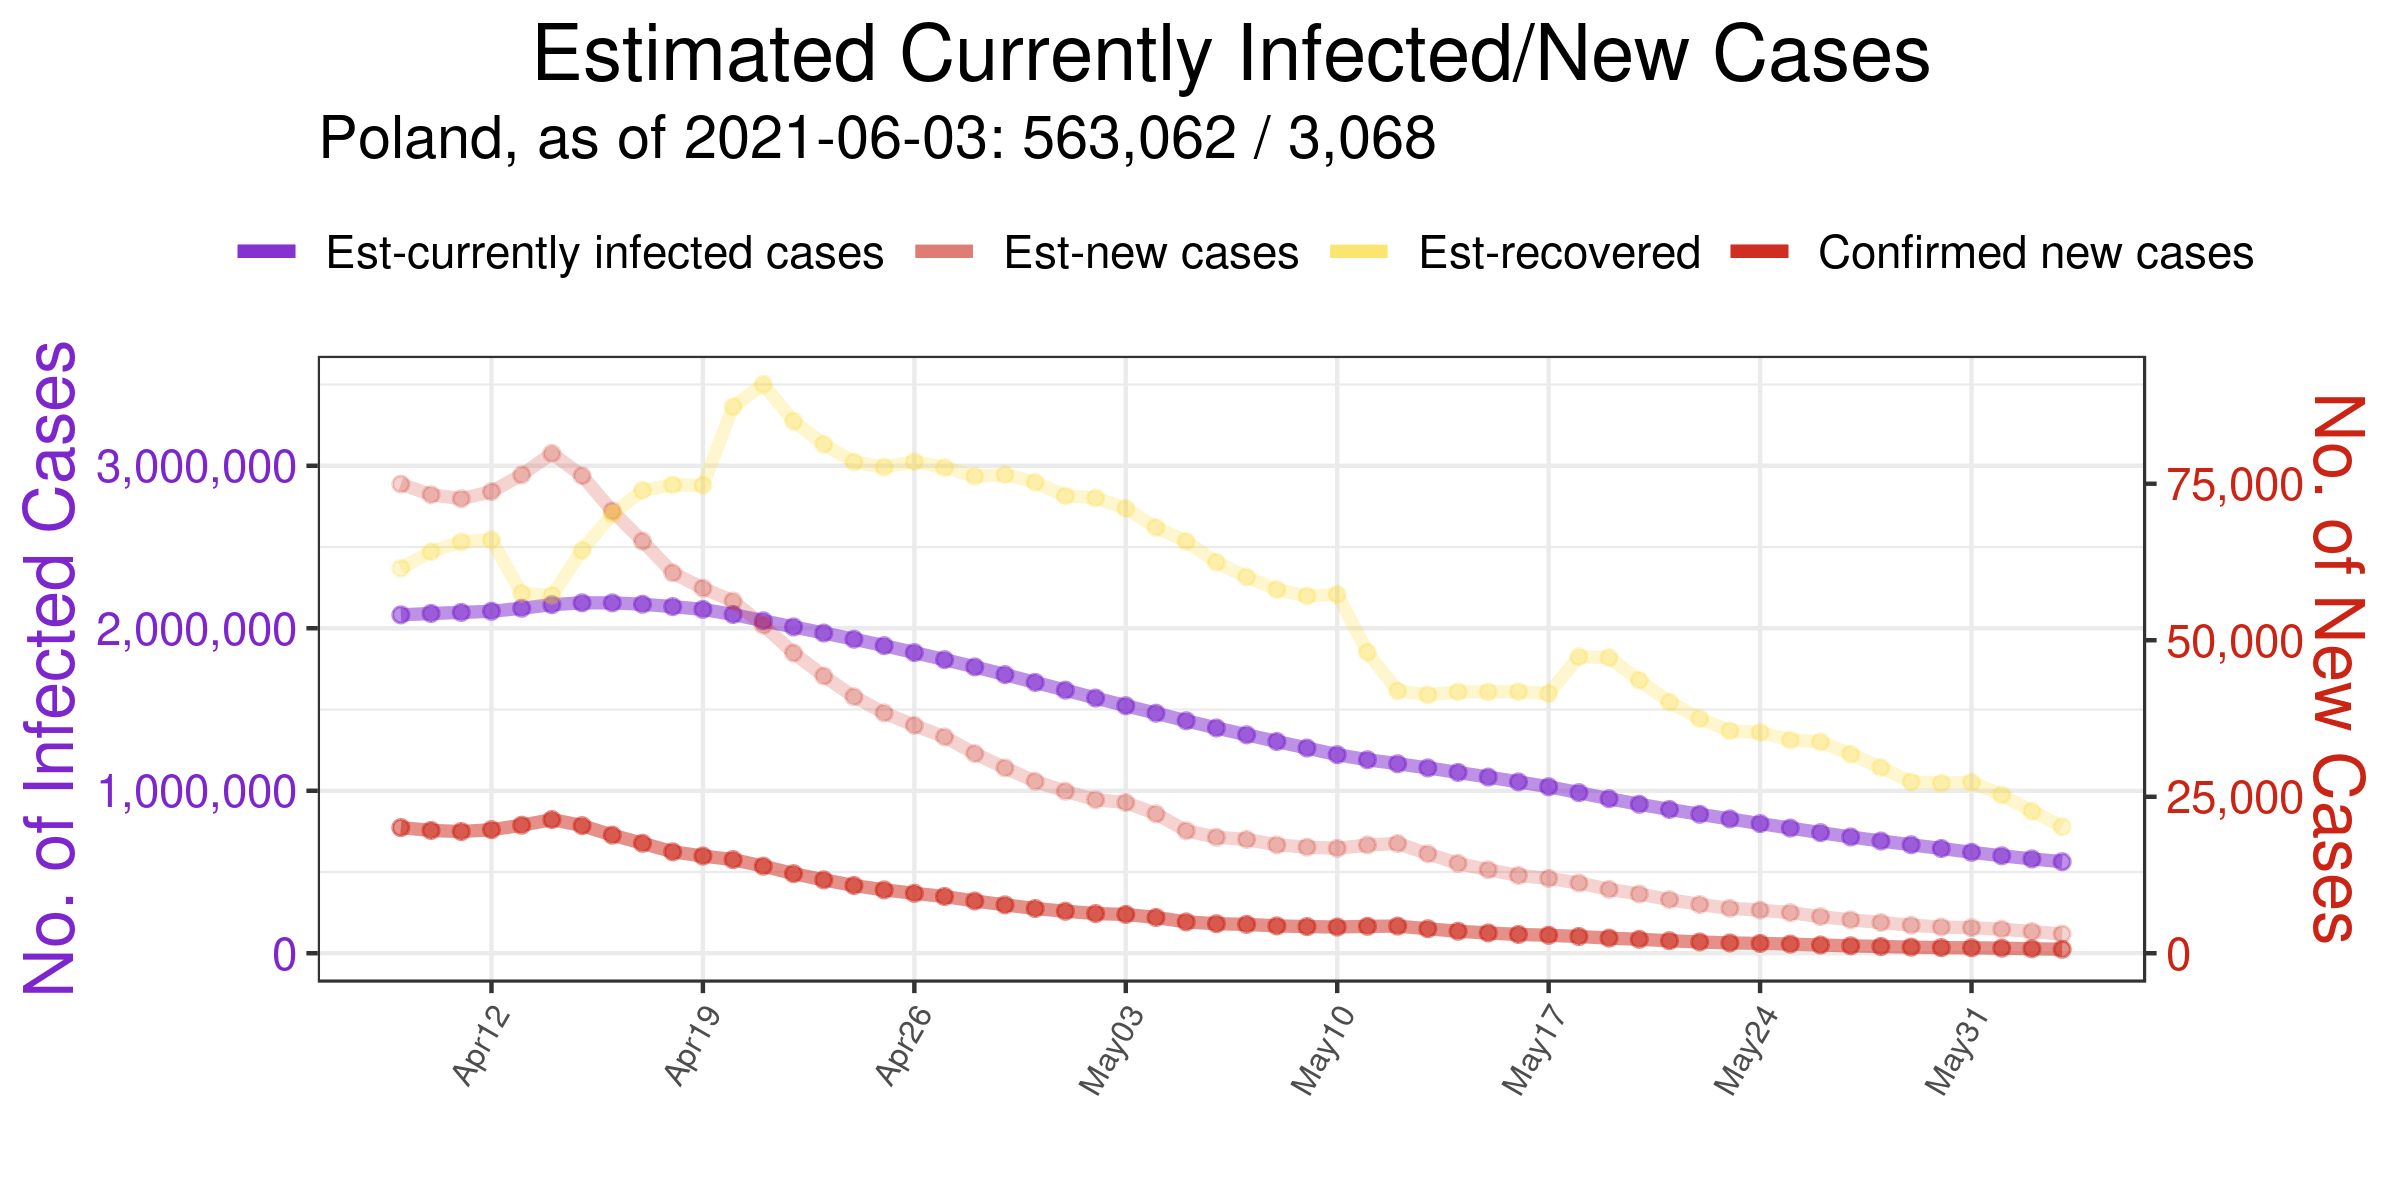 Estimated Currently Infected/New Cases
Poland, as of 2021-06-03: 563,062 / 3,068
Est-currently infected cases Est-new cases Est-recovered Confirmed new cases
No. of Infected Cases
3,000,000
2,000,000
1,000,000
0
75,000
50,000
25,000
0
No. of New Cases
Apr12 Apr19 Apr26 May03 May10 May17 May24 May31